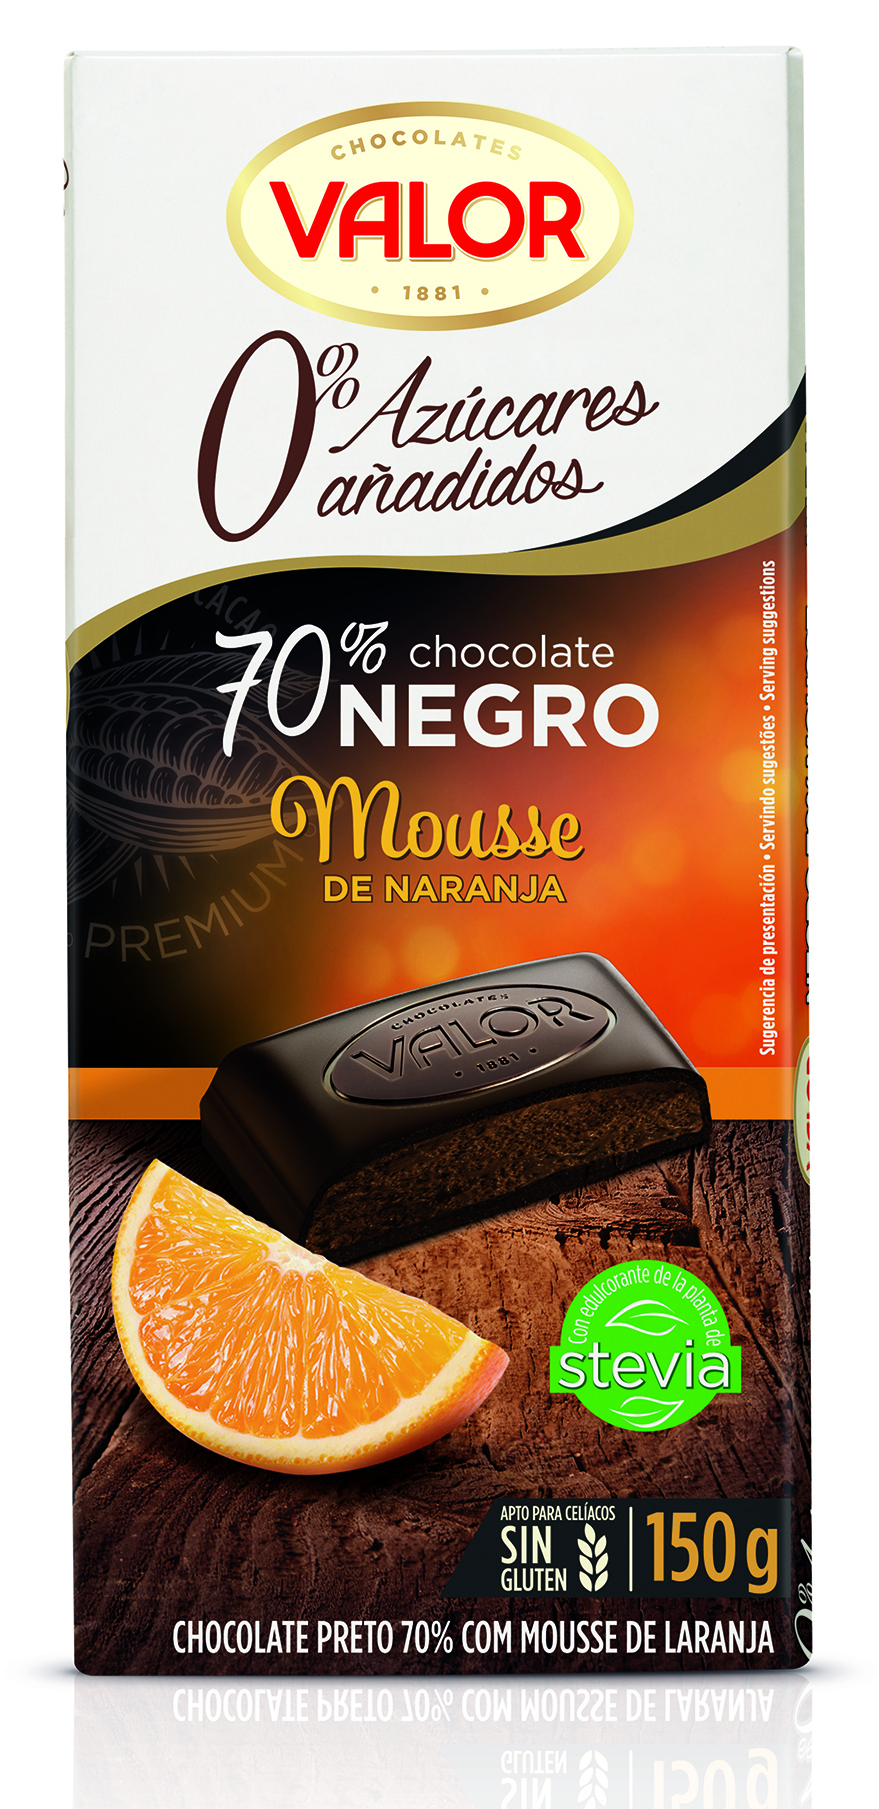 CHOCOLATES
VALOR
• 1881 •
0% Azúcares
añadidos
CACAO
70% chocolate
NEGRO
Mousse
DE NARANJA
PREMIUM
Sugerencia de presentación • Servindo sugestões • Serving suggestions
CHOCOLATES
VALOR
• 1881 •
Con edulcorante de la planta de
stevia
APTO PARA CELÍACOS
SIN
GLUTEN
150 g
CHOCOLATE PRETO 70% COM MOUSSE DE LARANJA